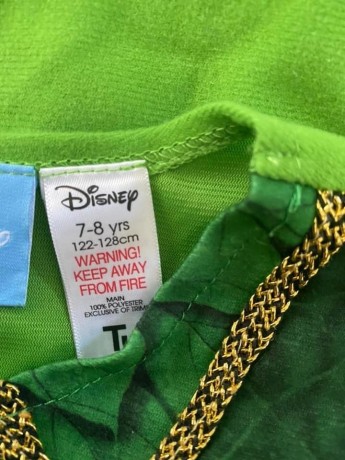 Disney
7-8 yrs
122-128cm
WARNING!
KEEP AWAY
FROM FIRE
MAIN
100% POLYESTER
EXCLUSIVE OF TRIM